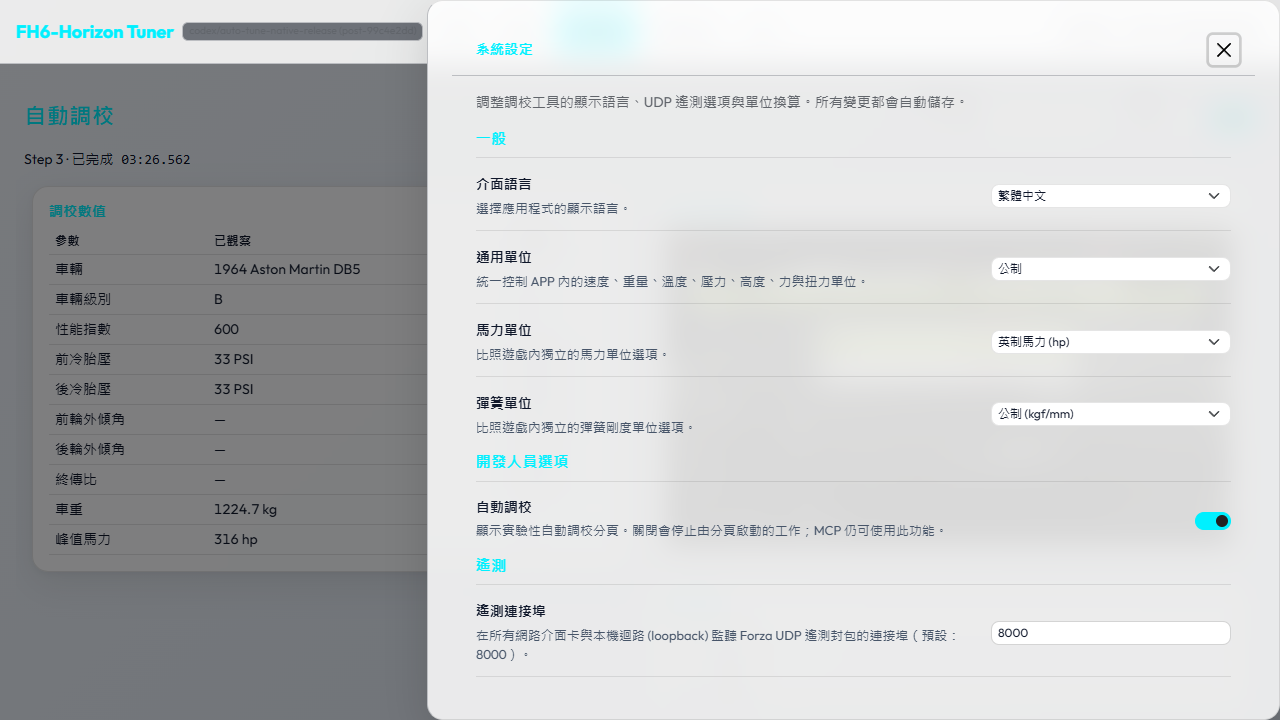 FH6-Horizon Tuner
自動調校
Step 3 · 已完成 03:26.562
調校數值
參數 已觀察
車輛 1964 Aston Martin DB5
車輛級別 B
性能指數 600
前冷胎壓 33 PSI
後冷胎壓 33 PSI
前輪外傾角 —
後輪外傾角 —
終傳比 —
車重 1224.7 kg
峰值馬力 316 hp
系統設定
調整調校工具的顯示語言、UDP 遙測選項與單位換算。所有變更都會自動儲存。
一般
介面語言
選擇應用程式的顯示語言。
繁體中文
通用單位
統一控制 APP 內的速度、重量、溫度、壓力、高度、力與扭力單位。
公制
馬力單位
比照遊戲內獨立的馬力單位選項。
英制馬力 (hp)
彈簧單位
比照遊戲內獨立的彈簧剛度單位選項。
公制 (kgf/mm)
開發人員選項
自動調校
顯示實驗性自動調校分頁。關閉會停止由分頁啟動的工作；MCP 仍可使用此功能。
遙測
遙測連接埠
在所有網路介面卡與本機迴路 (loopback) 監聽 Forza UDP 遙測封包的連接埠（預設：
8000）。
8000